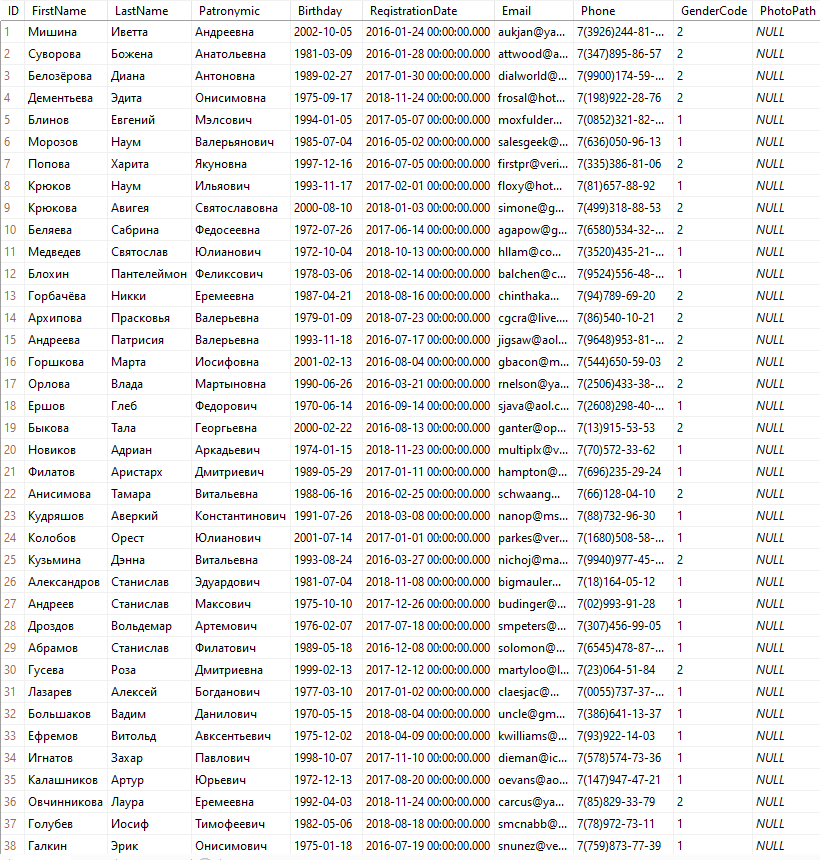 ID FirstName LastName Patronymic Birthday RegistrationDate Email Phone GenderCode PhotoPath
1 Мишина Иветта Андреевна 2002-10-05 2016-01-24 00:00:00.000 aukjan@ya... 7(3926)244-81-... 2 NULL
2 Суворова Божена Анатольевна 1981-03-09 2016-01-28 00:00:00.000 attwood@a... 7(347)895-86-57 2 NULL
3 Белозёрова Диана Антоновна 1989-02-27 2017-01-30 00:00:00.000 dialworld@... 7(9900)174-59-... 2 NULL
4 Дементьева Эдита Онисимовна 1975-09-17 2018-11-24 00:00:00.000 frosal@hot... 7(198)922-28-76 2 NULL
5 Блинов Евгений Мэлсович 1994-01-05 2017-05-07 00:00:00.000 moxfulder... 7(0852)321-82-... 1 NULL
6 Морозов Наум Валерьянович 1985-07-04 2016-05-02 00:00:00.000 salesgeek@... 7(636)050-96-13 1 NULL
7 Попова Харита Якуновна 1997-12-16 2016-07-05 00:00:00.000 firstpr@veri... 7(335)386-81-06 2 NULL
8 Крюков Наум Ильяович 1993-11-17 2017-02-01 00:00:00.000 floxy@hot... 7(81)657-88-92 1 NULL
9 Крюкова Авигея Святославовна 2000-08-10 2018-01-03 00:00:00.000 simone@g... 7(499)318-88-53 2 NULL
10 Беляева Сабрина Федосеевна 1972-07-26 2017-06-14 00:00:00.000 agapow@g... 7(6580)534-32-... 2 NULL
11 Медведев Святослав Юлианович 1972-10-04 2018-10-13 00:00:00.000 hllam@co... 7(3520)435-21-... 1 NULL
12 Блохин Пантелеймон Феликсович 1978-03-06 2018-02-14 00:00:00.000 balchen@c... 7(9524)556-48-... 1 NULL
13 Горбачёва Никки Еремеевна 1987-04-21 2018-08-16 00:00:00.000 chinthaka... 7(94)789-69-20 2 NULL
14 Архипова Прасковья Валерьевна 1979-01-09 2018-07-23 00:00:00.000 cgcra@live.... 7(86)540-10-21 2 NULL
15 Андреева Патрисия Валерьевна 1993-11-18 2016-07-17 00:00:00.000 jigsaw@aol... 7(9648)953-81-... 2 NULL
16 Горшкова Марта Иосифовна 2001-02-13 2016-08-04 00:00:00.000 gbacon@m... 7(544)650-59-03 2 NULL
17 Орлова Влада Мартыновна 1990-06-26 2016-03-21 00:00:00.000 rnelson@ya... 7(2506)433-38-... 2 NULL
18 Ершов Глеб Федорович 1970-06-14 2016-09-14 00:00:00.000 sjava@aol.c... 7(2608)298-40-... 1 NULL
19 Быкова Тала Георгьевна 2000-02-22 2016-08-13 00:00:00.000 ganter@op... 7(13)915-53-53 2 NULL
20 Новиков Адриан Аркадьевич 1974-01-15 2018-11-23 00:00:00.000 multiplx@v... 7(70)572-33-62 1 NULL
21 Филатов Аристарх Дмитриевич 1989-05-29 2017-01-11 00:00:00.000 hampton@... 7(696)235-29-24 1 NULL
22 Анисимова Тамара Витальевна 1988-06-16 2016-02-25 00:00:00.000 schwaang... 7(66)128-04-10 2 NULL
23 Кудряшов Аверкий Константинович 1991-07-26 2018-03-08 00:00:00.000 nanop@ms... 7(88)732-96-30 1 NULL
24 Колобов Орест Юлианович 2001-07-14 2017-01-01 00:00:00.000 parkes@ver... 7(1680)508-58-... 1 NULL
25 Кузьмина Дэнна Витальевна 1993-08-24 2016-03-27 00:00:00.000 nichoj@ma... 7(9940)977-45-... 2 NULL
26 Александров Станислав Эдуардович 1981-07-04 2018-11-08 00:00:00.000 bigmauler... 7(18)164-05-12 1 NULL
27 Андреев Станислав Максович 1975-10-10 2017-12-26 00:00:00.000 budinger@... 7(02)993-91-28 1 NULL
28 Дроздов Вольдемар Артемович 1976-02-07 2017-07-18 00:00:00.000 smpeters@... 7(307)456-99-05 1 NULL
29 Абрамов Станислав Филатович 1989-05-18 2016-12-08 00:00:00.000 solomon@... 7(6545)478-87-... 1 NULL
30 Гусева Роза Дмитриевна 1999-02-13 2017-12-12 00:00:00.000 martyloo@l... 7(23)064-51-84 2 NULL
31 Лазарев Алексей Богданович 1977-03-10 2017-01-02 00:00:00.000 claesjac@... 7(0055)737-37-... 1 NULL
32 Большаков Вадим Данилович 1970-05-15 2018-08-04 00:00:00.000 uncle@gm... 7(386)641-13-37 1 NULL
33 Ефремов Витольд Авксентьевич 1975-12-02 2018-04-09 00:00:00.000 kwilliams@... 7(93)922-14-03 1 NULL
34 Игнатов Захар Павлович 1998-10-07 2017-11-10 00:00:00.000 dieman@ic... 7(578)574-73-36 1 NULL
35 Калашников Артур Юрьевич 1972-12-13 2017-08-20 00:00:00.000 oevans@ao... 7(147)947-47-21 1 NULL
36 Овчинникова Лаура Еремеевна 1992-04-03 2018-11-24 00:00:00.000 carcus@ya... 7(85)829-33-79 2 NULL
37 Голубев Иосиф Тимофеевич 1982-05-06 2018-08-18 00:00:00.000 smcnabb@... 7(78)972-73-11 1 NULL
38 Галкин Эрик Онисимович 1975-01-18 2016-07-19 00:00:00.000 snunez@ve... 7(759)873-77-39 1 NULL